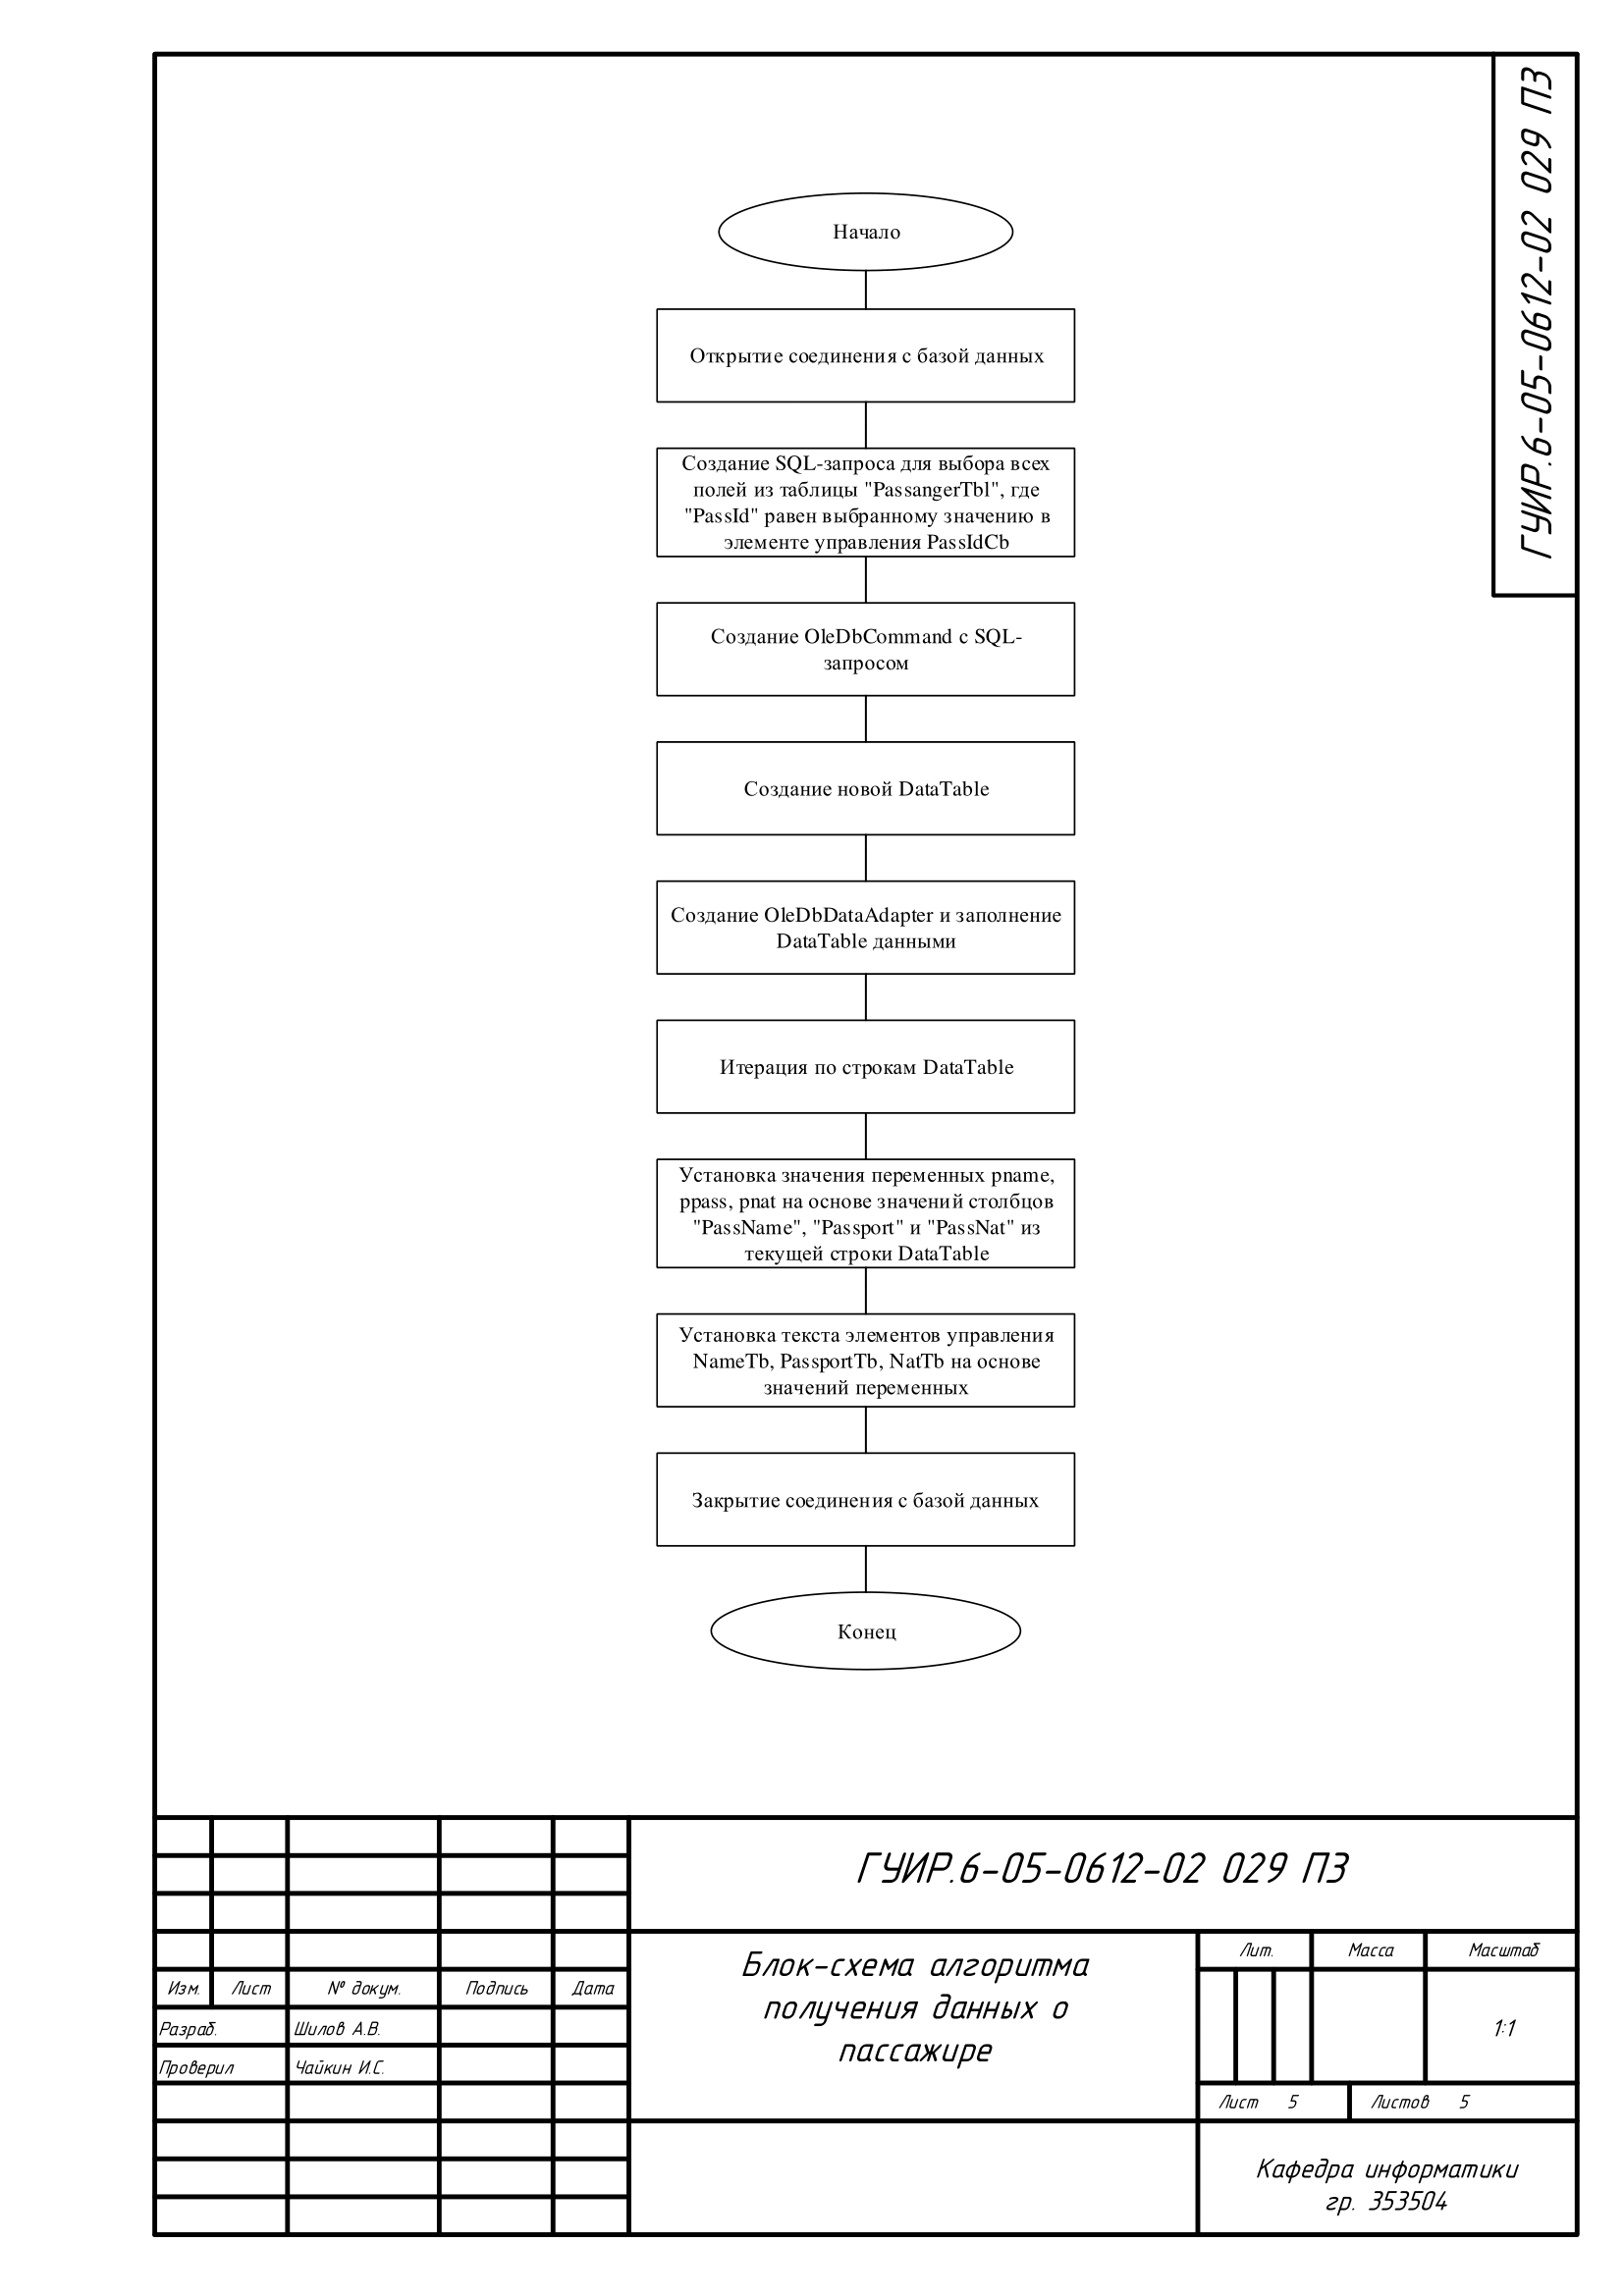 ГУИР.6-05-0612-02 029 ПЗ
Начало
Открытие соединения с базой данных
Создание SQL-запроса для выбора всех
полей из таблицы "PassangerTbl", где
"PassId" равен выбранному значению в
элементе управления PassIdCb
Создание OleDbCommand с SQL-
запросом
Создание новой DataTable
Создание OleDbDataAdapter и заполнение
DataTable данными
Итерация по строкам DataTable
Установка значения переменных pname,
ppass, pnat на основе значений столбцов
"PassName", "Passport" и "PassNat" из
текущей строки DataTable
Установка текста элементов управления
NameTb, PassportTb, NatTb на основе
значений переменных
Закрытие соединения с базой данных
Конец
ГУИР.6-05-0612-02 029 ПЗ
Блок-схема алгоритма
получения данных о
пассажире
Лит. Масса Масштаб
Изм. Лист № докум. Подпись Дата
Разраб. Шилов А.В.
1:1
Проверил Чайкин И.С.
Лист 5 Листов 5
Кафедра информатики
гр. 353504